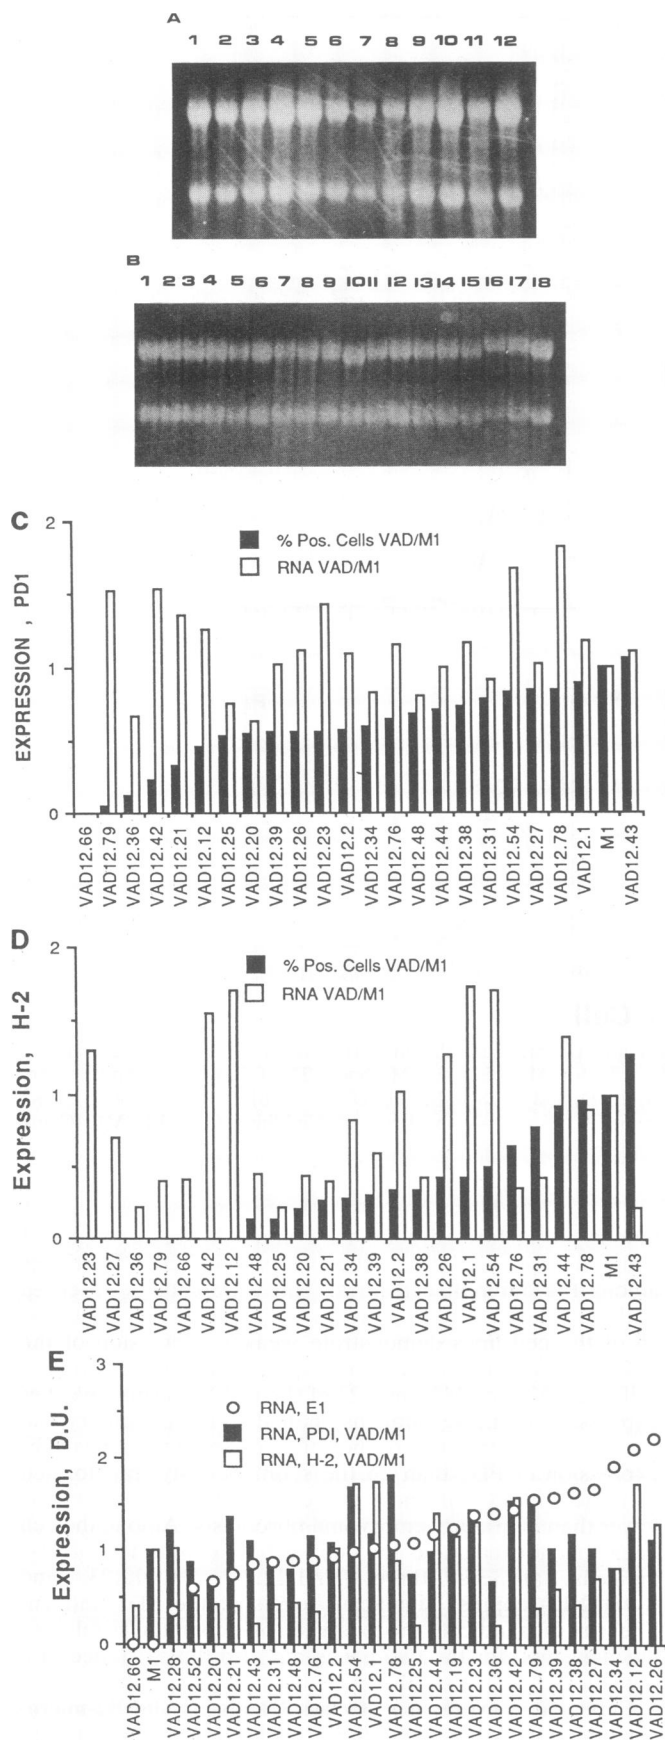 A
1 2 3 4 5 6 7 8 9 10 11 12
B
1 2 3 4 5 6 7 8 9 10 11 12 13 14 15 16 17 18
C
2
1
0
EXPRESSION , PD1
% Pos. Cells VAD/M1
RNA VAD/M1
VAD12.66 VAD12.79 VAD12.36 VAD12.42 VAD12.21 VAD12.12 VAD12.25 VAD12.20 VAD12.39 VAD12.26 VAD12.23 VAD12.2 VAD12.34 VAD12.76 VAD12.48 VAD12.44 VAD12.38 VAD12.31 VAD12.54 VAD12.27 VAD12.78 VAD12.1 M1 VAD12.43
D
2
1
0
Expression, H-2
% Pos. Cells VAD/M1
RNA VAD/M1
VAD12.23 VAD12.27 VAD12.36 VAD12.79 VAD12.66 VAD12.42 VAD12.12 VAD12.48 VAD12.25 VAD12.20 VAD12.21 VAD12.34 VAD12.39 VAD12.2 VAD12.38 VAD12.26 VAD12.1 VAD12.54 VAD12.76 VAD12.31 VAD12.44 VAD12.78 M1 VAD12.43
E
3
2
1
0
Expression, D.U.
RNA, E1
RNA, PDI, VAD/M1
RNA, H-2, VAD/M1
VAD12.66 M1 VAD12.28 VAD12.52 VAD12.20 VAD12.21 VAD12.43 VAD12.31 VAD12.48 VAD12.76 VAD12.2 VAD12.54 VAD12.1 VAD12.78 VAD12.25 VAD12.44 VAD12.19 VAD12.23 VAD12.36 VAD12.42 VAD12.79 VAD12.39 VAD12.38 VAD12.27 VAD12.34 VAD12.12 VAD12.26